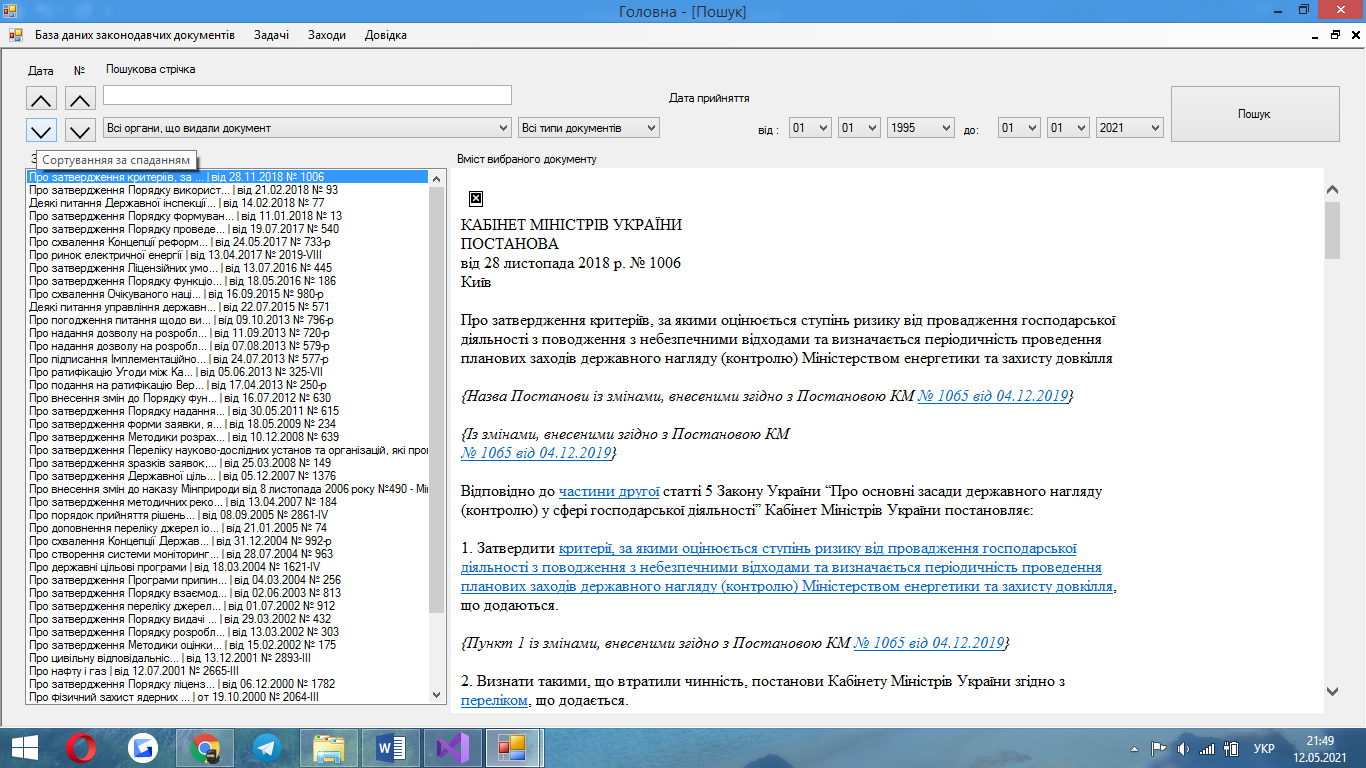 Головна - [Пошук]
База даних законодавчих документів Задачі Заходи Довідка
Дата № Пошукова стрічка
Дата прийняття
Пошук
Всі органи, що видали документ Всі типи документів від : 01 01 1995 до: 01 01 2021
Сортуванняя за спаданням
Вміст вибраного документу
Про затвердження критеріїв, за ... | від 28.11.2018 № 1006
Про затвердження Порядку використ... | від 21.02.2018 № 93
Деякі питання Державної інспекції... | від 14.02.2018 № 77
Про затвердження Порядку формуван... | від 11.01.2018 № 13
Про затвердження Порядку проведе... | від 19.07.2017 № 540
Про схвалення Концепції реформ... | від 24.05.2017 № 733-р
Про ринок електричної енергії | від 13.04.2017 № 2019-VIII
Про затвердження Ліцензійних умо... | від 13.07.2016 № 445
Про затвердження Порядку функціо... | від 18.05.2016 № 186
Про схвалення Очікуваного наці... | від 16.09.2015 № 980-р
Деякі питання управління державн... | від 22.07.2015 № 571
Про погодження питання щодо ви... | від 09.10.2013 № 796-р
Про надання дозволу на розробл... | від 11.09.2013 № 720-р
Про надання дозволу на розробл... | від 07.08.2013 № 579-р
Про підписання Імплементаційно... | від 24.07.2013 № 577-р
Про ратифікацію Угоди між Ка... | від 05.06.2013 № 325-VII
Про подання на ратифікацію Вер... | від 17.04.2013 № 250-р
Про внесення змін до Порядку фун... | від 16.07.2012 № 630
Про затвердження Порядку надання... | від 30.05.2011 № 615
Про затвердження форми заявки, я... | від 18.05.2009 № 234
Про затвердження Методики розрах... | від 10.12.2008 № 639
Про затвердження Переліку науково-дослідних установ та організацій, які пров
Про затвердження зразків заявок,... | від 25.03.2008 № 149
Про затвердження Державної ціль... | від 05.12.2007 № 1376
Про внесення змін до наказу Мінприроди від 8 листопада 2006 року №490 - Мін
Про затвердження методичних реко... | від 13.04.2007 № 184
Про порядок прийняття рішень... | від 08.09.2005 № 2861-IV
Про доповнення переліку джерел іо... | від 21.01.2005 № 74
Про схвалення Концепції Держав... | від 31.12.2004 № 992-р
Про створення системи моніторинг... | від 28.07.2004 № 963
Про державні цільові програми | від 18.03.2004 № 1621-IV
Про затвердження Програми припин... | від 04.03.2004 № 256
Про затвердження Порядку взаємод... | від 02.06.2003 № 813
Про затвердження переліку джерел... | від 01.07.2002 № 912
Про затвердження Порядку видачі ... | від 29.03.2002 № 432
Про затвердження Порядку розробл... | від 13.03.2002 № 303
Про затвердження Методики оцінки... | від 15.02.2002 № 175
Про цивільну відповідальніс... | від 13.12.2001 № 2893-III
Про нафту і газ | від 12.07.2001 № 2665-III
Про затвердження Порядку ліценз... | від 06.12.2000 № 1782
Про фізичний захист ядерних ... | от 19.10.2000 № 2064-III
КАБІНЕТ МІНІСТРІВ УКРАЇНИ
ПОСТАНОВА
від 28 листопада 2018 р. № 1006
Київ
Про затвердження критеріїв, за якими оцінюється ступінь ризику від провадження господарської
діяльності з поводження з небезпечними відходами та визначається періодичність проведення
планових заходів державного нагляду (контролю) Міністерством енергетики та захисту довкілля
{Назва Постанови із змінами, внесеними згідно з Постановою КМ № 1065 від 04.12.2019}
{Із змінами, внесеними згідно з Постановою КМ
№ 1065 від 04.12.2019}
Відповідно до частини другої статті 5 Закону України “Про основні засади державного нагляду
(контролю) у сфері господарської діяльності” Кабінет Міністрів України постановляє:
1. Затвердити критерії, за якими оцінюється ступінь ризику від провадження господарської
діяльності з поводження з небезпечними відходами та визначається періодичність проведення
планових заходів державного нагляду (контролю) Міністерством енергетики та захисту довкілля,
що додаються.
{Пункт 1 із змінами, внесеними згідно з Постановою КМ № 1065 від 04.12.2019}
2. Визнати такими, що втратили чинність, постанови Кабінету Міністрів України згідно з
переліком, що додається.
УКР
21:49
12.05.2021